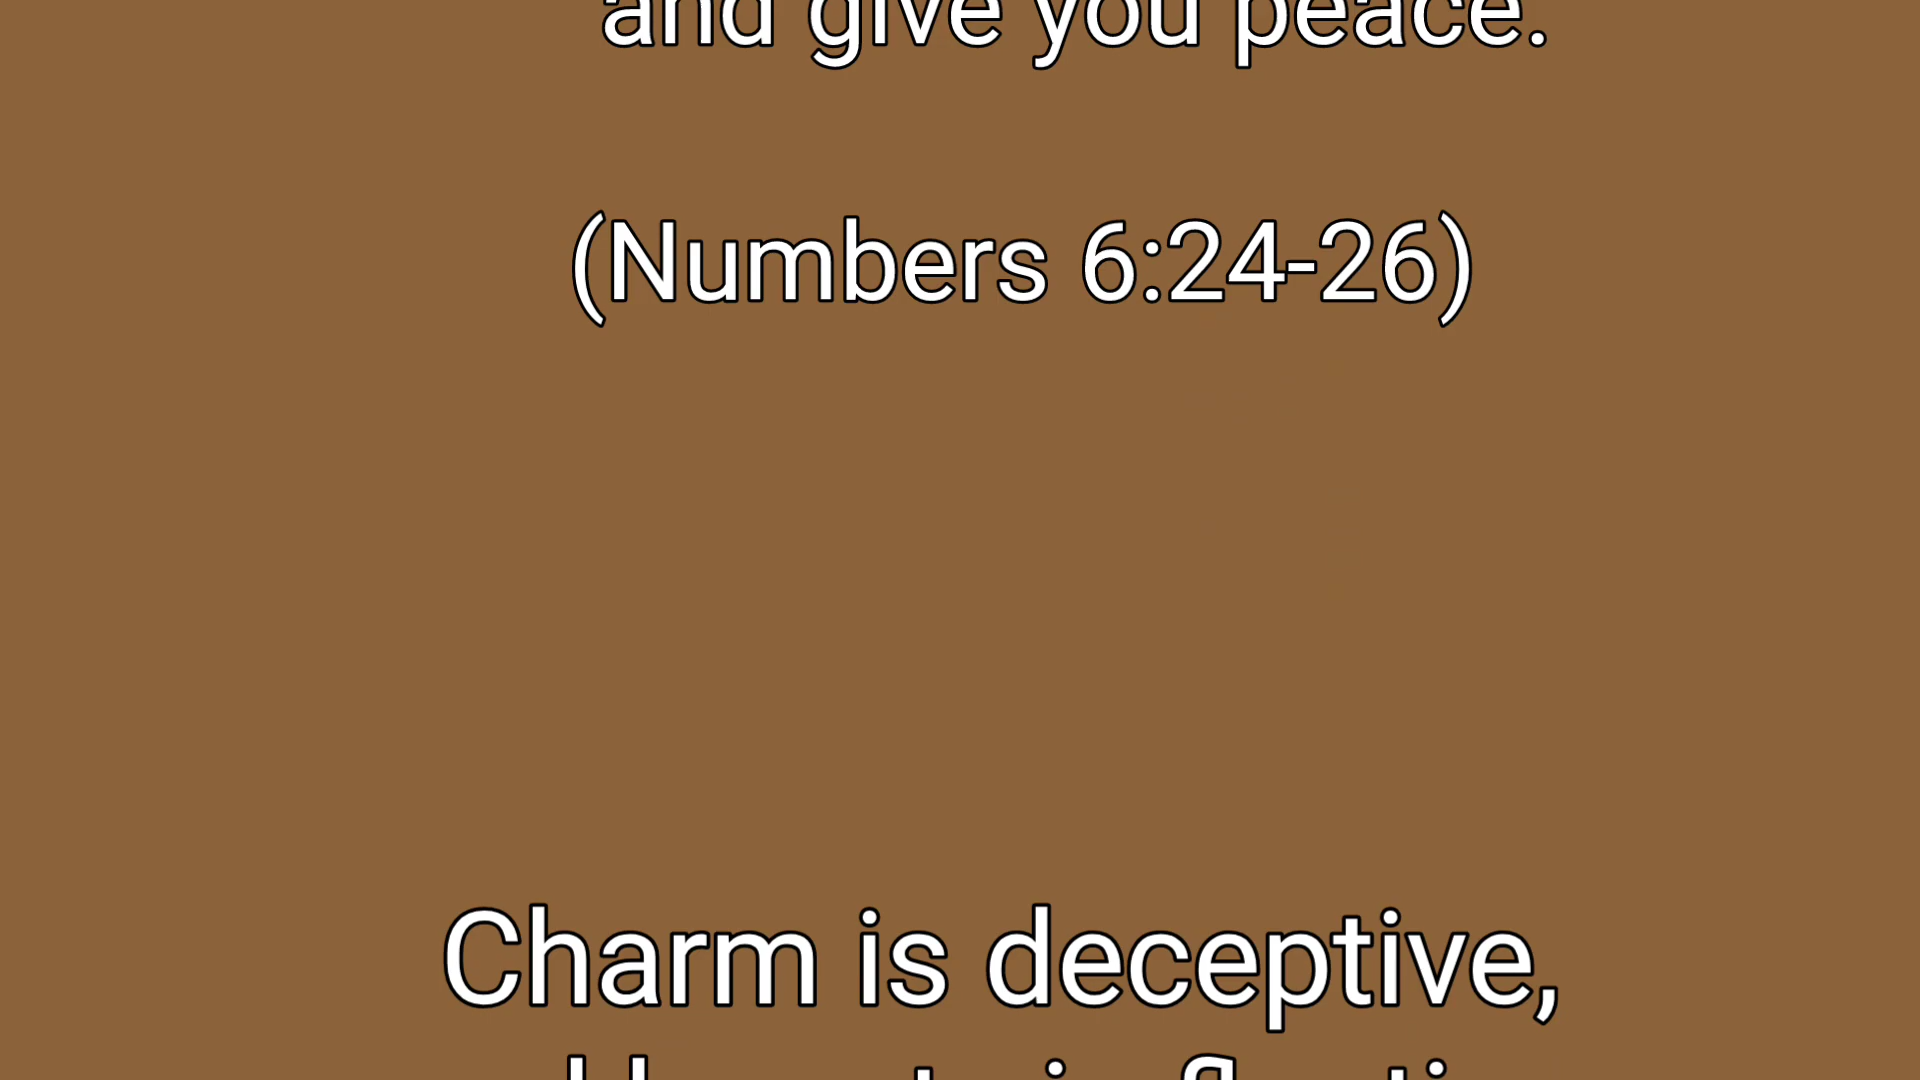 and give you peace.
(Numbers 6:24-26)
Charm is deceptive,